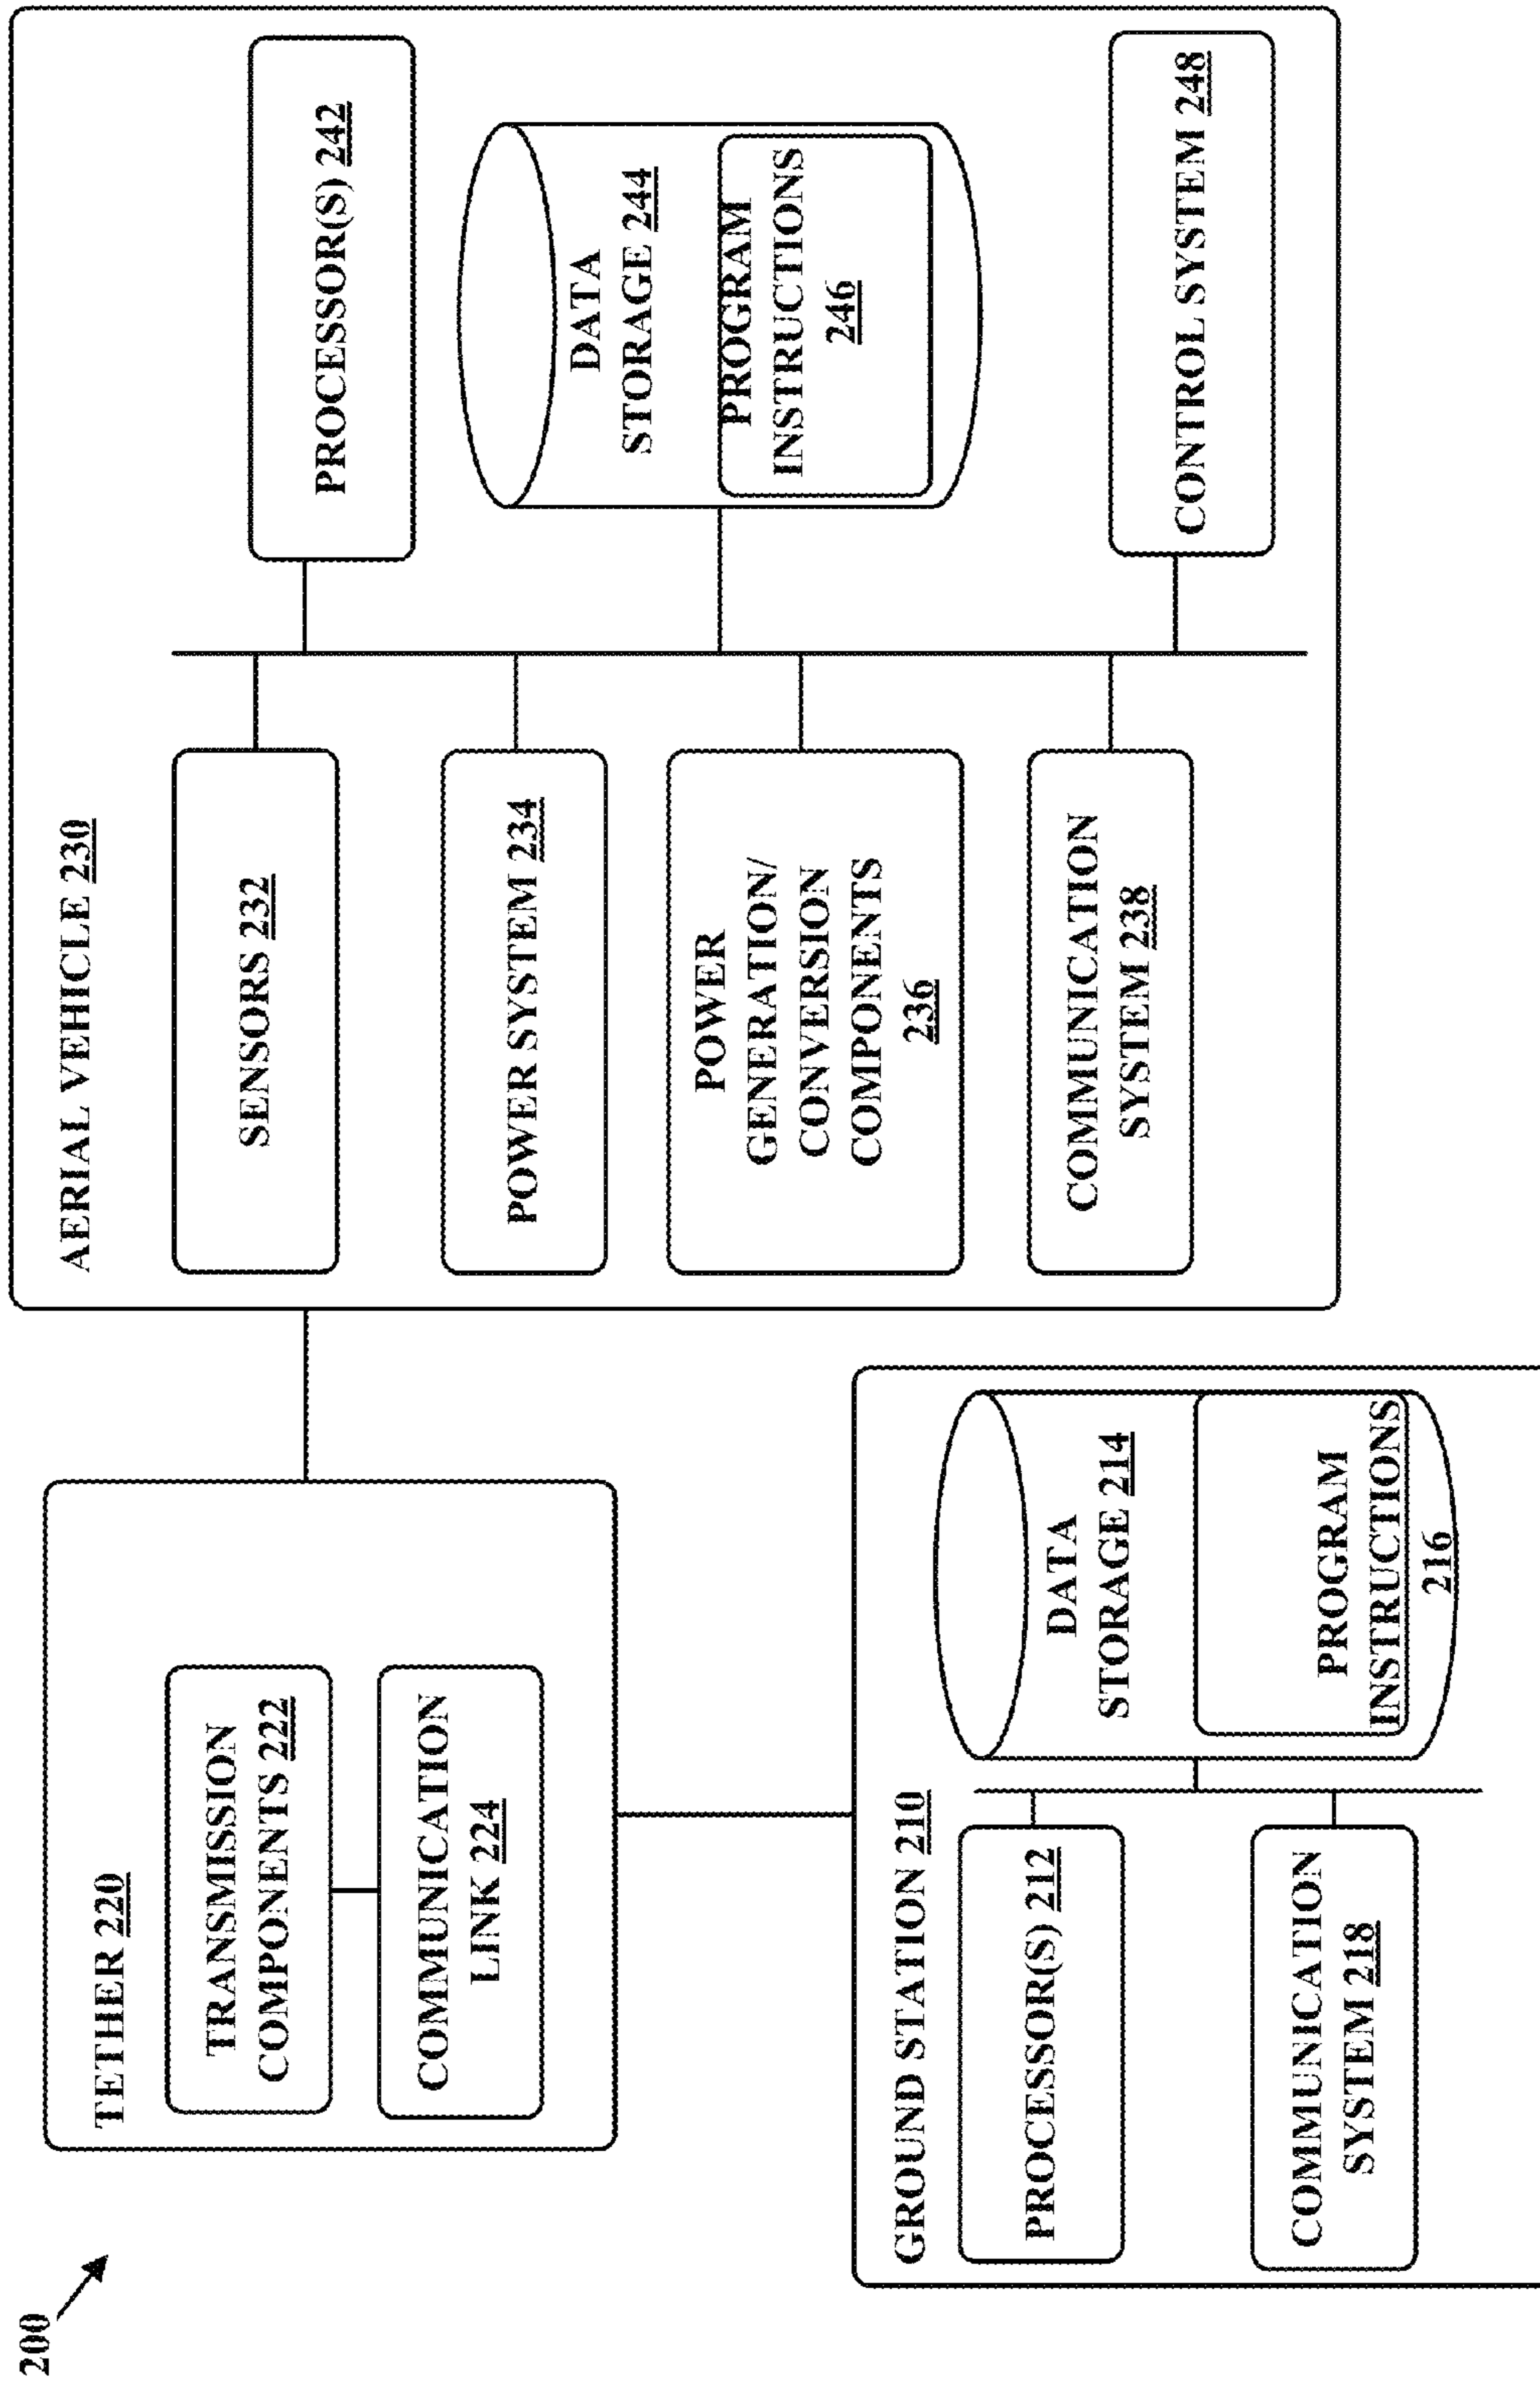 200
TETHER 220
TRANSMISSION
COMPONENTS 222
COMMUNICATION
LINK 224
GROUND STATION 210
PROCESSOR(S) 212
COMMUNICATION
SYSTEM 218
DATA
STORAGE 214
PROGRAM
INSTRUCTIONS
216
AERIAL VEHICLE 230
SENSORS 232
POWER SYSTEM 234
POWER
GENERATION/
CONVERSION
COMPONENTS
236
COMMUNICATION
SYSTEM 238
PROCESSOR(S) 242
DATA
STORAGE 244
PROGRAM
INSTRUCTIONS
246
CONTROL SYSTEM 248